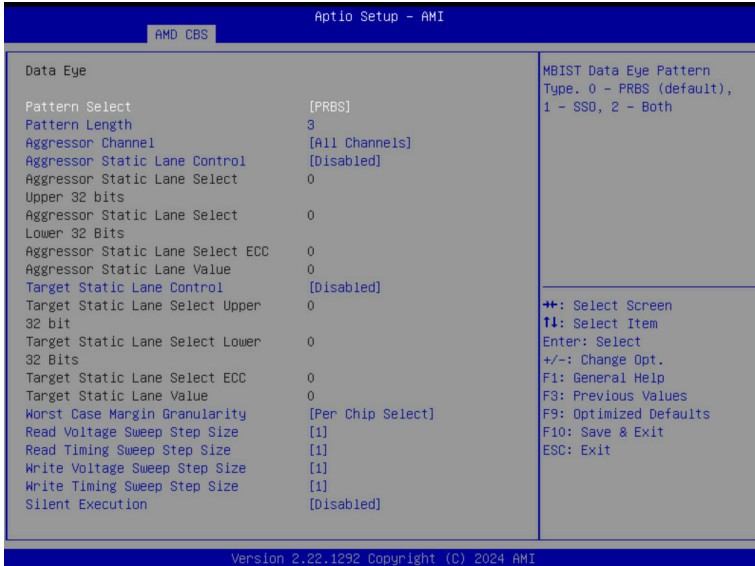 Aptio Setup – AMI
AMD CBS
Data Eye
Pattern Select [PRBS]
Pattern Length 3
Aggressor Channel [All Channels]
Aggressor Static Lane Control [Disabled]
Aggressor Static Lane Select 0
Upper 32 bits
Aggressor Static Lane Select 0
Lower 32 Bits
Aggressor Static Lane Select ECC 0
Aggressor Static Lane Value 0
Target Static Lane Control [Disabled]
Target Static Lane Select Upper 0
32 bit
Target Static Lane Select Lower 0
32 Bits
Target Static Lane Select ECC 0
Target Static Lane Value 0
Worst Case Margin Granularity [Per Chip Select]
Read Voltage Sweep Step Size [1]
Read Timing Sweep Step Size [1]
Write Voltage Sweep Step Size [1]
Write Timing Sweep Step Size [1]
Silent Execution [Disabled]
MBIST Data Eye Pattern
Type. 0 – PRBS (default),
1 – SSO, 2 – Both
→←: Select Screen
↑↓: Select Item
Enter: Select
+/-: Change Opt.
F1: General Help
F3: Previous Values
F9: Optimized Defaults
F10: Save & Exit
ESC: Exit
Version 2.22.1292 Copyright (C) 2024 AMI